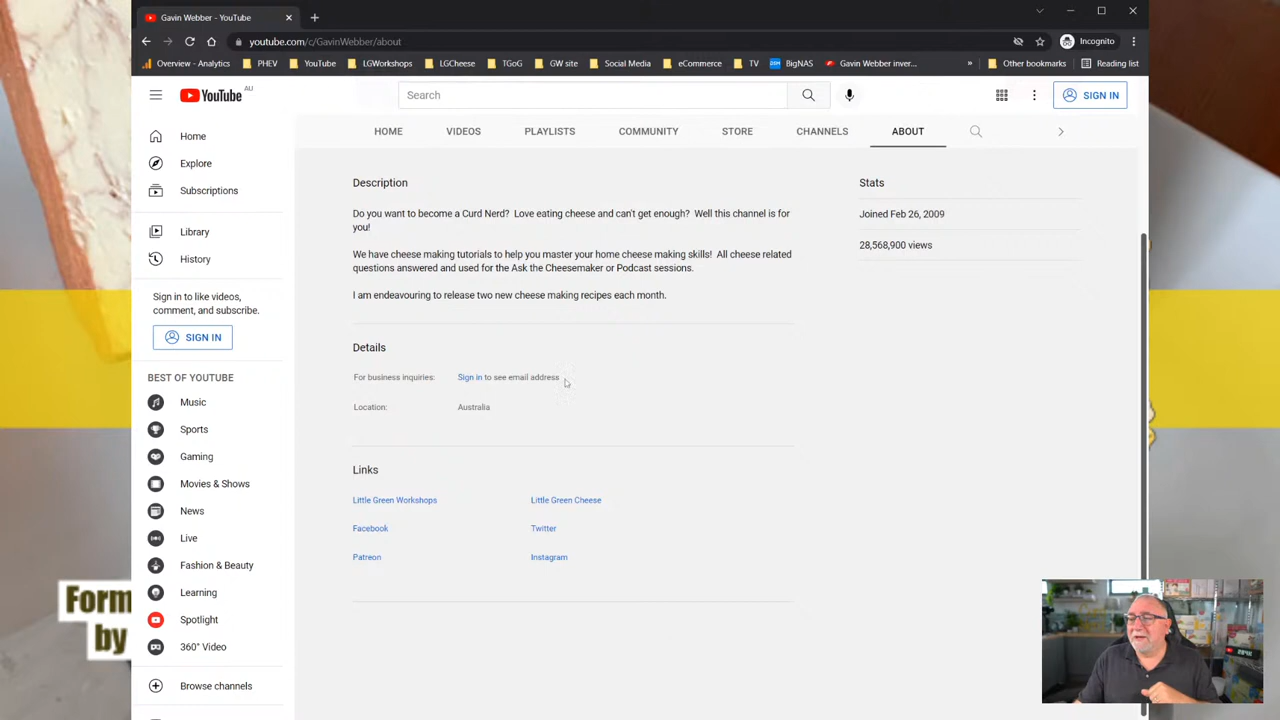 Gavin Webber - YouTube
youtube.com/c/GavinWebber/about
Incognito
Overview - Analytics
PHEV
YouTube
LGWorkshops
LGCheese
TGoG
GW site
Social Media
eCommerce
TV
BigNAS
Gavin Webber inver...
»
Other bookmarks
Reading list
YouTube AU
Search
SIGN IN
HOME
VIDEOS
PLAYLISTS
COMMUNITY
STORE
CHANNELS
ABOUT
Home
Explore
Subscriptions
Library
History
Sign in to like videos,
comment, and subscribe.
SIGN IN
BEST OF YOUTUBE
Music
Sports
Gaming
Movies & Shows
News
Live
Fashion & Beauty
Learning
Spotlight
360° Video
Browse channels
Description
Do you want to become a Curd Nerd? Love eating cheese and can't get enough? Well this channel is for
you!
We have cheese making tutorials to help you master your home cheese making skills! All cheese related
questions answered and used for the Ask the Cheesemaker or Podcast sessions.
I am endeavouring to release two new cheese making recipes each month.
Details
For business inquiries:
Sign in to see email address
Location:
Australia
Links
Little Green Workshops
Little Green Cheese
Facebook
Twitter
Patreon
Instagram
Stats
Joined Feb 26, 2009
28,568,900 views
Form
by